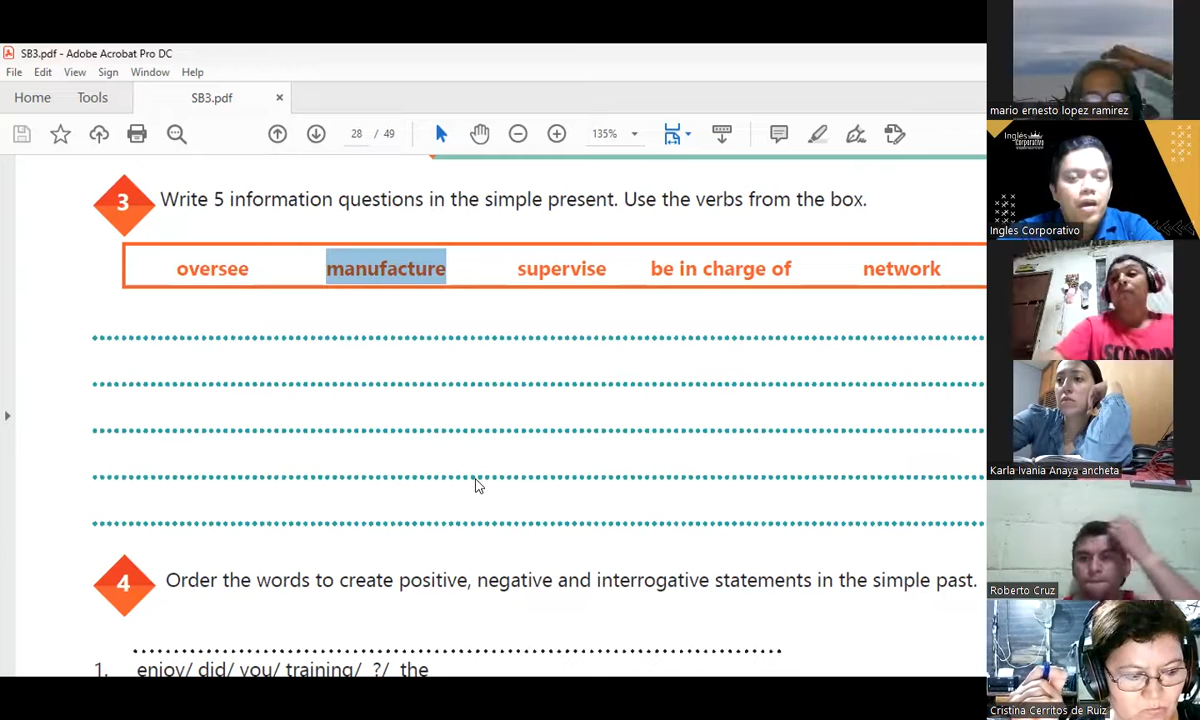 SB3.pdf - Adobe Acrobat Pro DC
File Edit View Sign Window Help
Home Tools SB3.pdf ×
28 / 49 135%
3 Write 5 information questions in the simple present. Use the verbs from the box.
oversee manufacture supervise be in charge of network
4 Order the words to create positive, negative and interrogative statements in the simple past.
1. enjoy/ did/ you/ training/ ?/ the
mario ernesto lopez ramirez
Inglés
Corporativo
Ingles Corporativo
Karla Ivania Anaya ancheta
Roberto Cruz
Cristina Cerritos de Ruiz